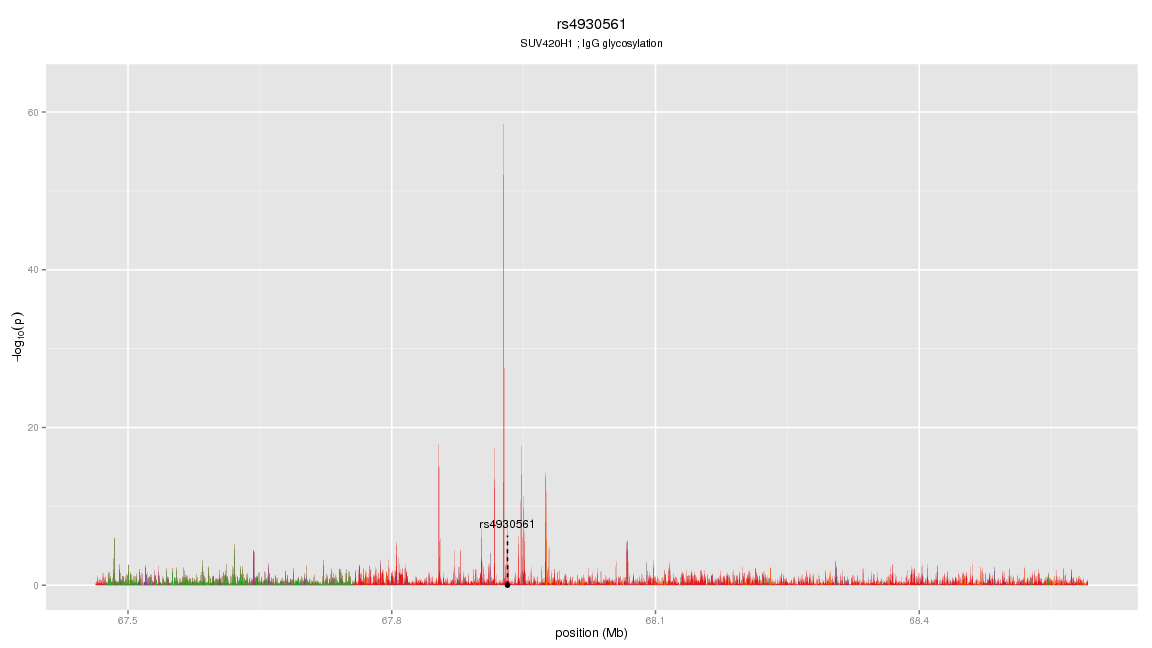 rs4930561
SUV420H1 ; IgG glycosylation
60
40
20
0
−log10(p)
rs4930561
67.5 67.8 68.1 68.4
position (Mb)